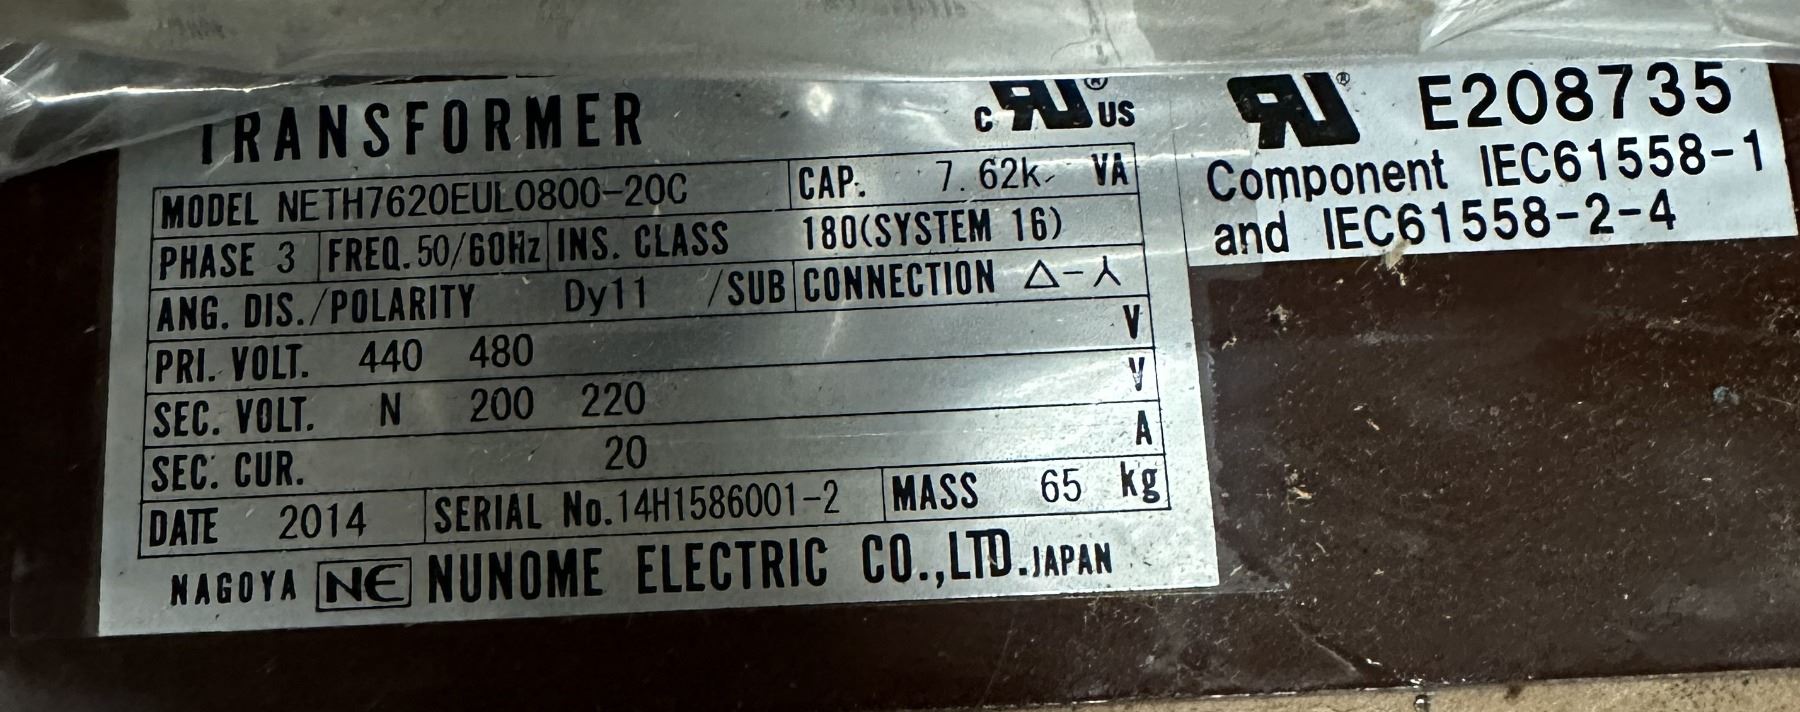 TRANSFORMER c RU ® US
MODEL NETH7620EUL0800-20C CAP. 7.62k VA
PHASE 3 FREQ. 50/60Hz INS. CLASS 180(SYSTEM 16)
ANG. DIS./POLARITY Dy11 /SUB CONNECTION △-⅄
PRI. VOLT. 440 480 V
SEC. VOLT. N 200 220 V
SEC. CUR. 20 A
DATE 2014 SERIAL No. 14H1586001-2 MASS 65 kg
NAGOYA NE NUNOME ELECTRIC CO.,LTD. JAPAN
RU ® E208735
Component IEC61558-1
and IEC61558-2-4